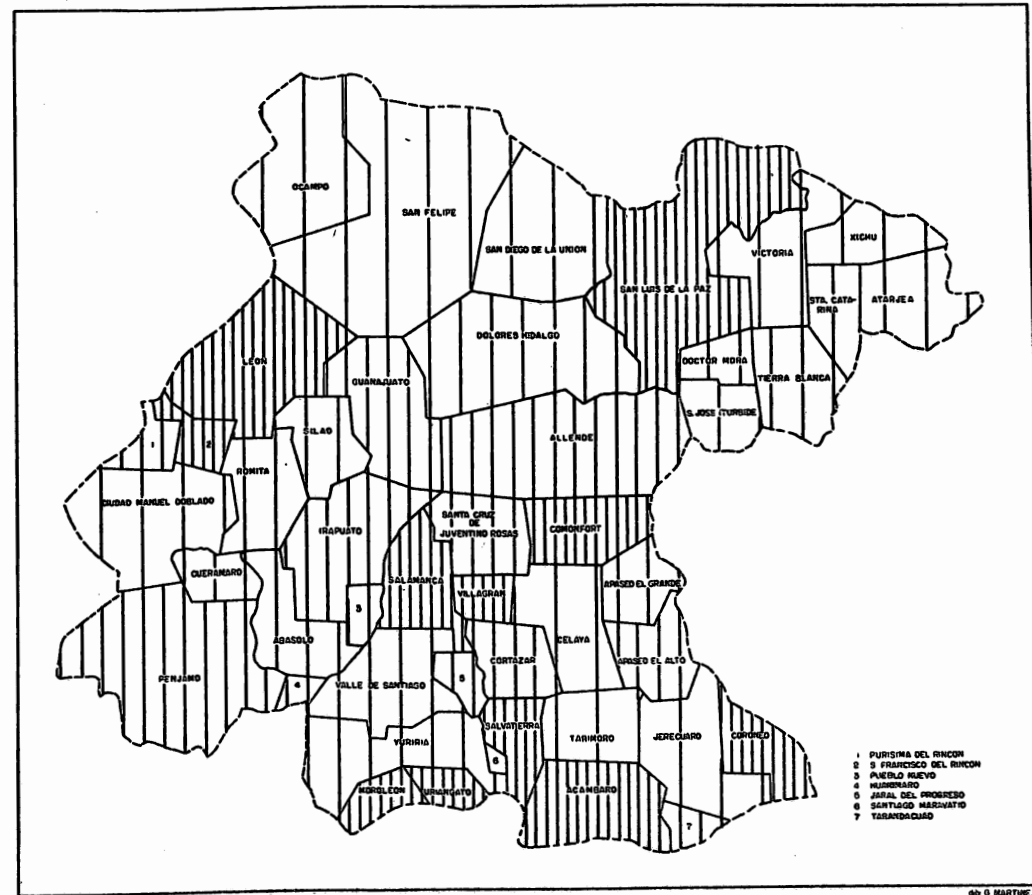 OCAMPO
SAN FELIPE
SAN DIEGO DE LA UNION
SAN LUIS DE LA PAZ
VICTORIA
XICHU
STA. CATA-
RINA
ATARJEA
DOLORES HIDALGO
LEON
GUANAJUATO
DOCTOR MORA
TIERRA BLANCA
S. JOSE ITURBIDE
ALLENDE
SILAO
1
2
ROMITA
CIUDAD MANUEL DOBLADO
IRAPUATO
SANTA CRUZ
DE
JUVENTINO ROSAS
COMONFORT
CUERAMARO
SALAMANCA
VILLAGRAN
APASEO EL GRANDE
3
ABASOLO
CELAYA
CORTAZAR
APASEO EL ALTO
PENJAMO
4
VALLE DE SANTIAGO
5
SALVATIERRA
TARIMORO
JERECUARO
CORONEO
YURIRIA
6
MOROLEON
URIANGATO
ACAMBARO
7
1 PURISIMA DEL RINCON
2 S FRANCISCO DEL RINCON
3 PUEBLO NUEVO
4 HUANIMARO
5 JARAL DEL PROGRESO
6 SANTIAGO MARAVATIO
7 TARANDACUAO
G. MARTINE